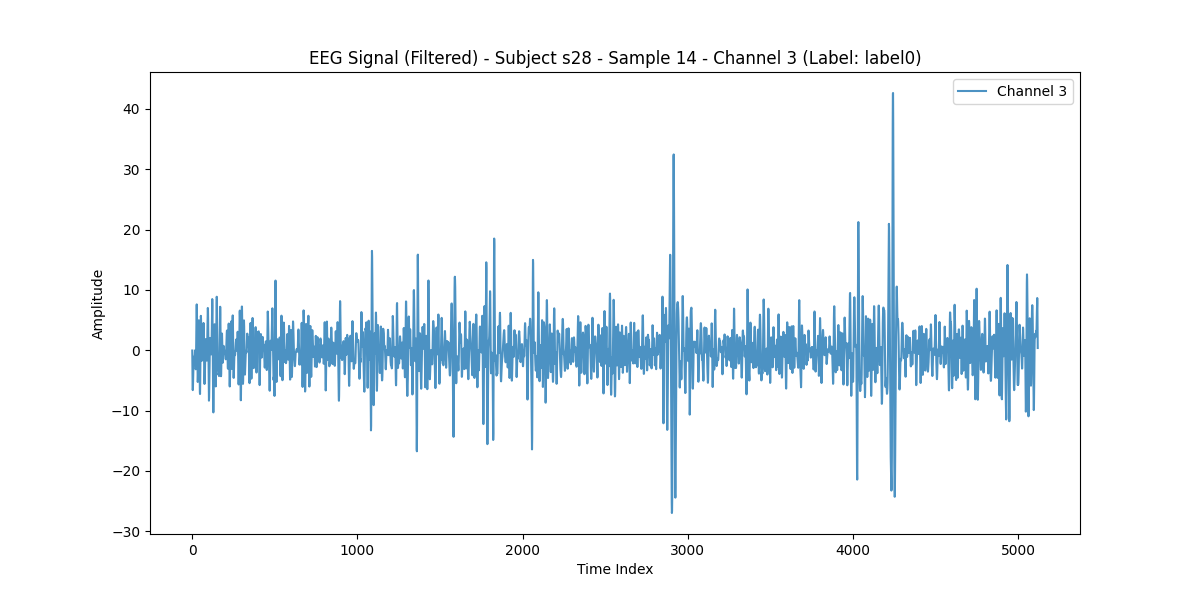 EEG Signal (Filtered) - Subject s28 - Sample 14 - Channel 3 (Label: label0)
Channel 3
40
30
20
10
0
−10
−20
−30
Amplitude
0 1000 2000 3000 4000 5000
Time Index